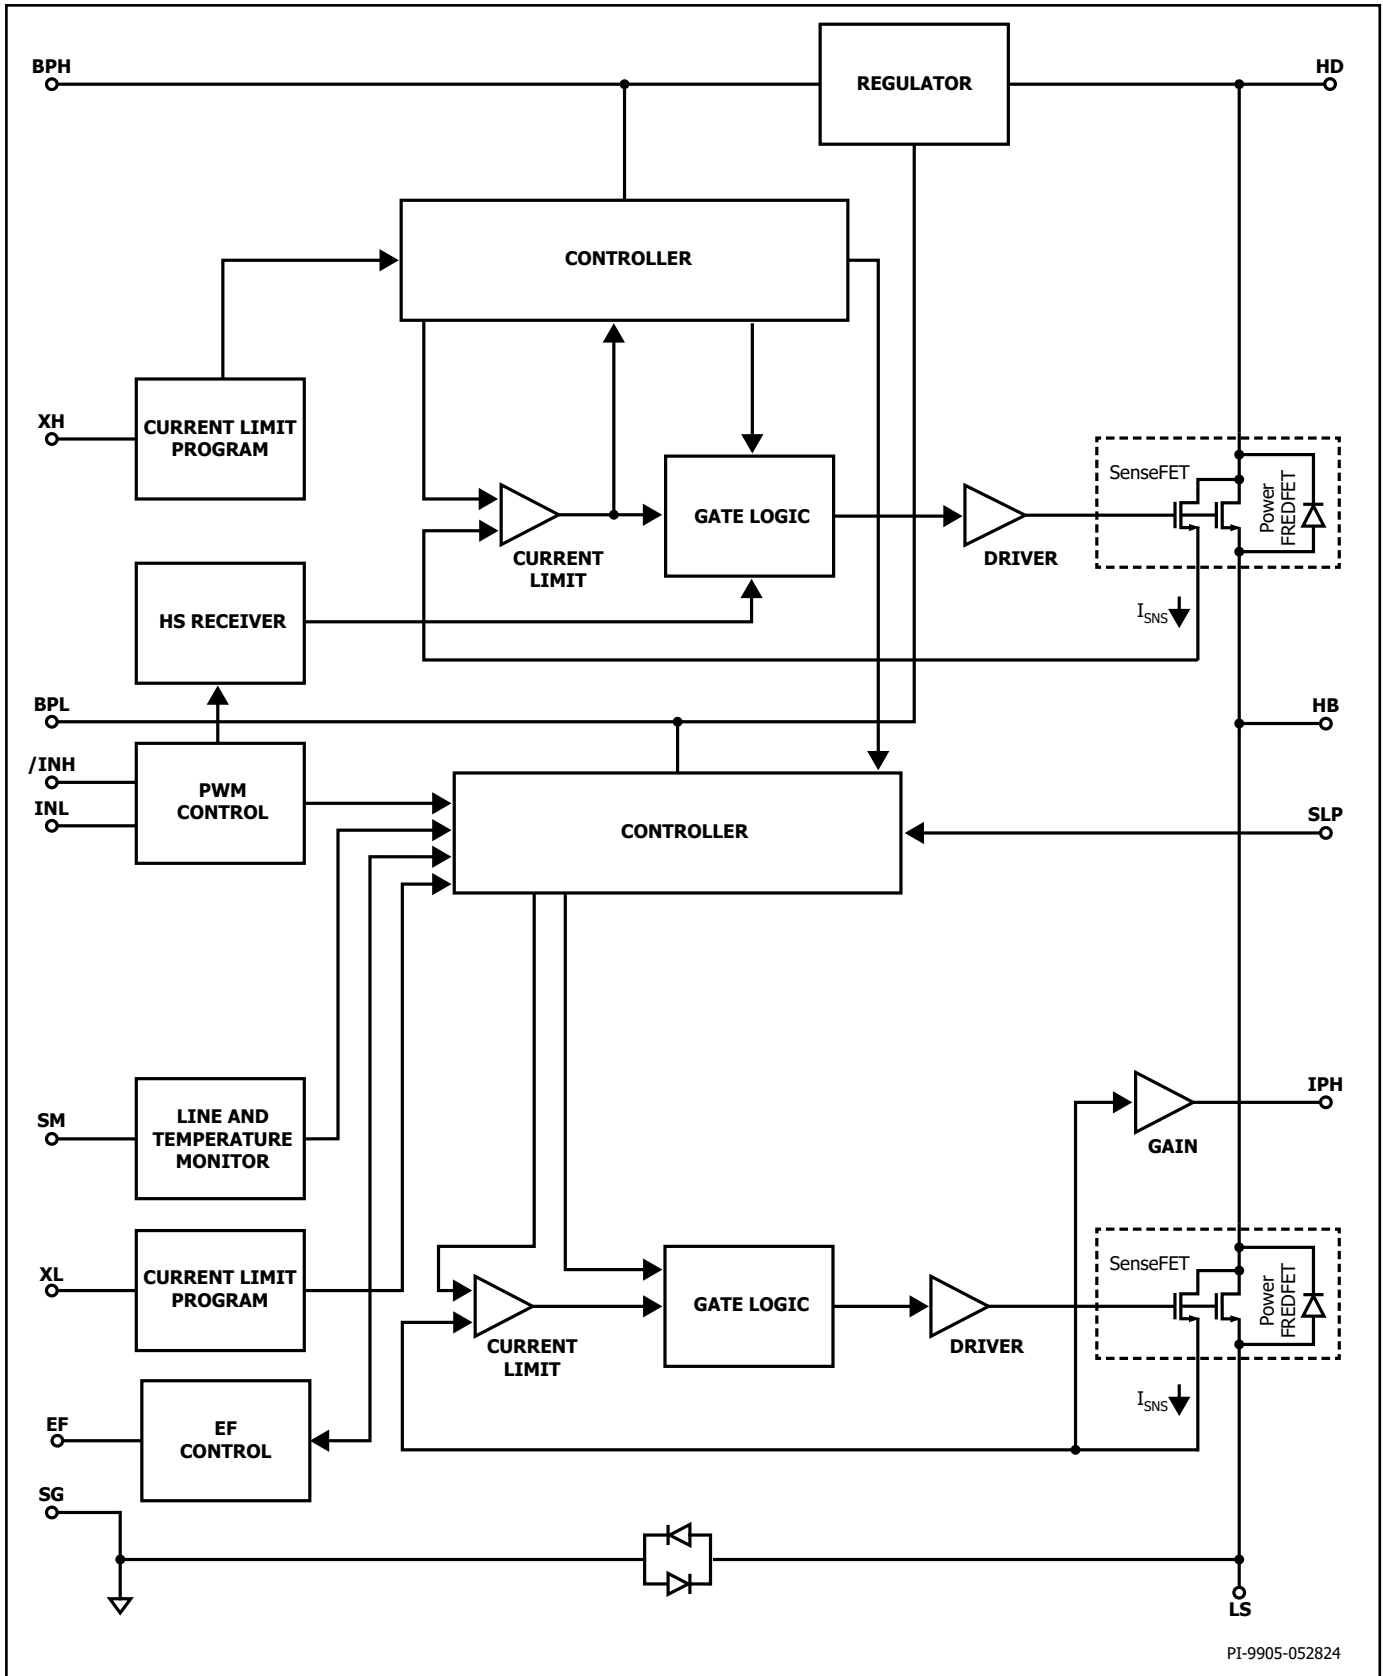 BPH
REGULATOR
HD
CONTROLLER
XH
CURRENT LIMIT
PROGRAM
SenseFET
Power
FREDFET
GATE LOGIC
CURRENT
LIMIT
DRIVER
HS RECEIVER
ISNS
BPL
HB
/INH
PWM
CONTROL
INL
CONTROLLER
SLP
SM
LINE AND
TEMPERATURE
MONITOR
IPH
GAIN
XL
CURRENT LIMIT
PROGRAM
SenseFET
Power
FREDFET
GATE LOGIC
CURRENT
LIMIT
DRIVER
ISNS
EF
EF
CONTROL
SG
LS
PI-9905-052824